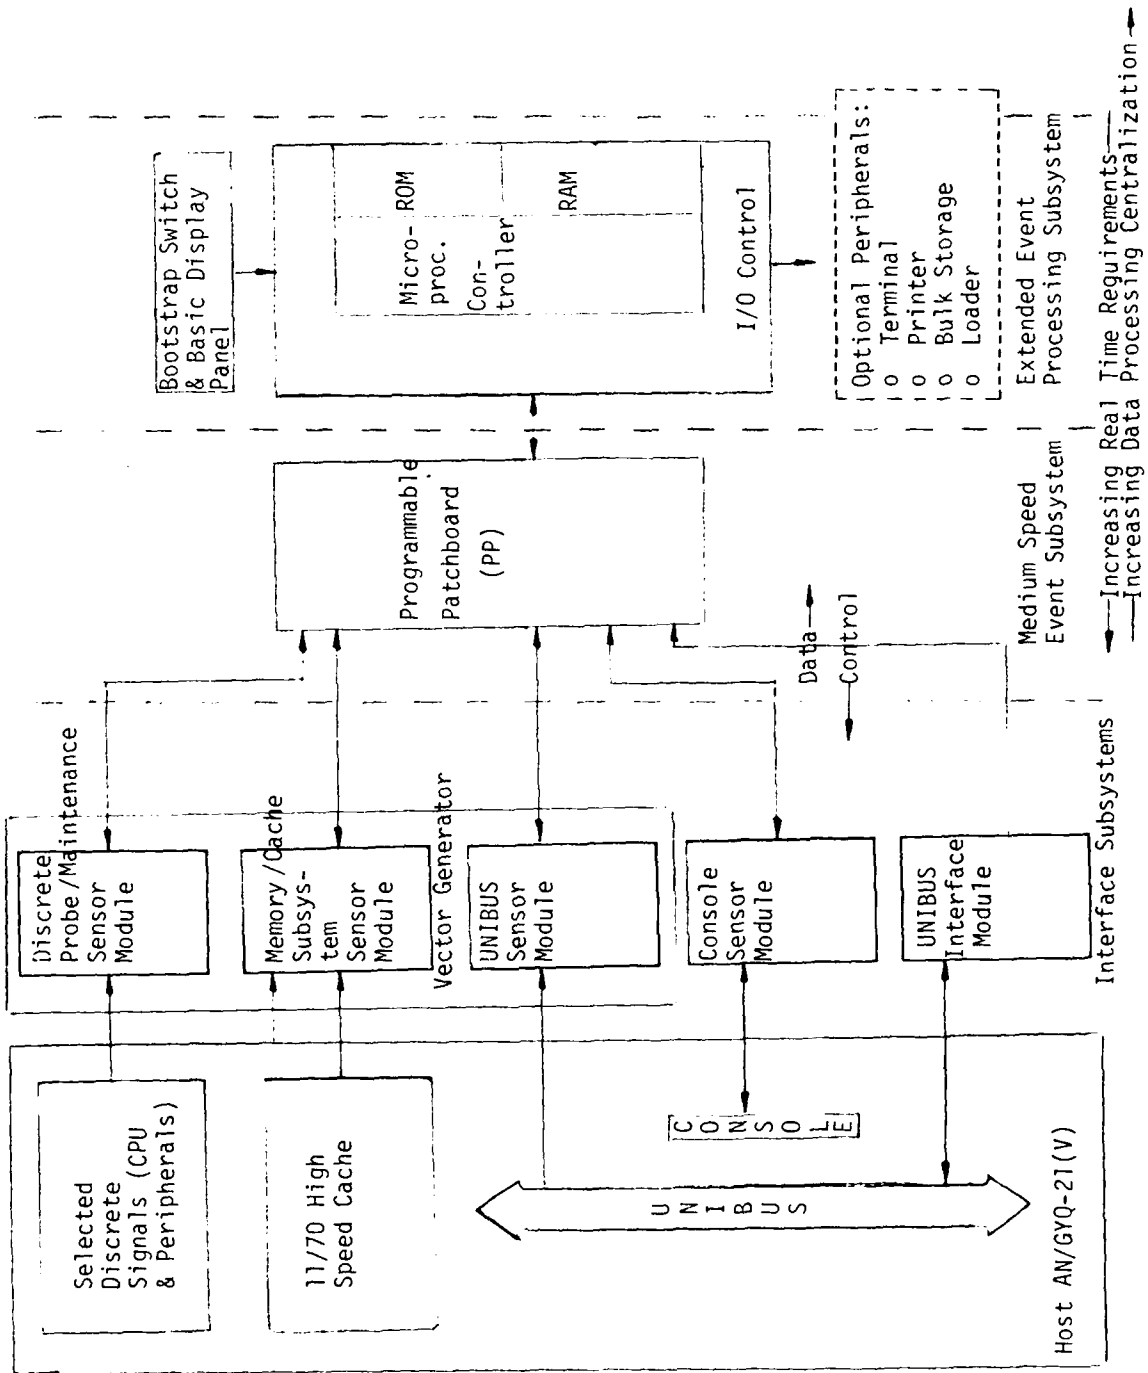 Selected
Discrete
Signals (CPU
& Peripherals)
11/70 High
Speed Cache
UNIBUS
CONSOLE
Host AN/GYQ-21(V)
Discrete
Probe/Maintenance
Sensor
Module
Memory/Cache
Subsys-
tem
Sensor
Module
Vector Generator
UNIBUS
Sensor
Module
Console
Sensor
Module
UNIBUS
Interface
Module
Interface Subsystems
Data
Control
Programmable
Patchboard
(PP)
Medium Speed
Event Subsystem
Bootstrap Switch
& Basic Display
Panel
Micro-
proc.
Con-
troller
ROM
RAM
I/O Control
Optional Peripherals:
o Terminal
o Printer
o Bulk Storage
o Loader
Extended Event
Processing Subsystem
Increasing Real Time Requirements
Increasing Data Processing Centralization